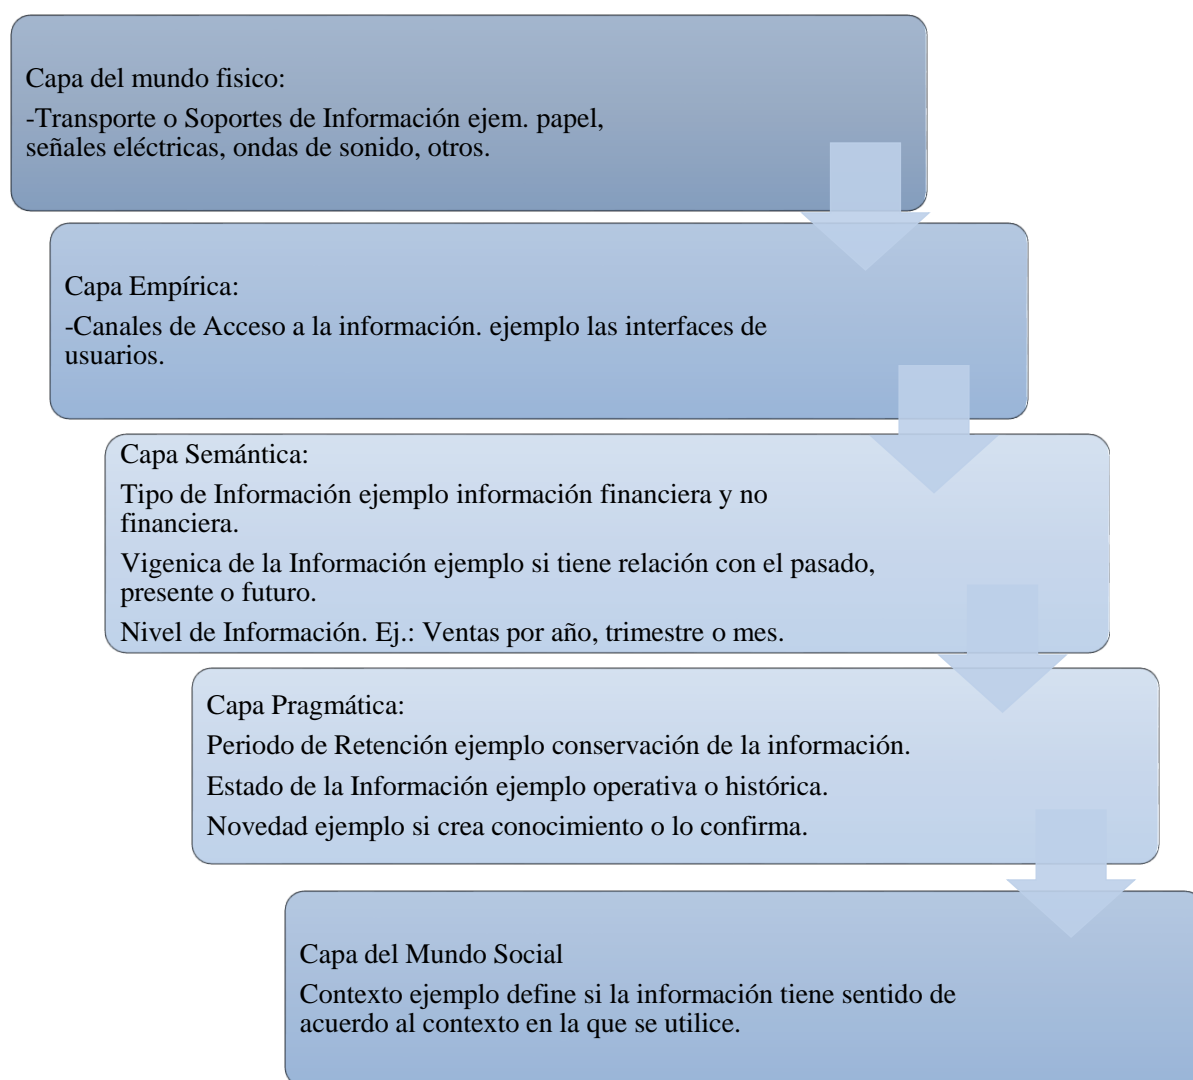 Capa del mundo fisico:
-Transporte o Soportes de Información ejem. papel,
señales eléctricas, ondas de sonido, otros.
Capa Empírica:
-Canales de Acceso a la información. ejemplo las interfaces de
usuarios.
Capa Semántica:
Tipo de Información ejemplo información financiera y no
financiera.
Vigenica de la Información ejemplo si tiene relación con el pasado,
presente o futuro.
Nivel de Información. Ej.: Ventas por año, trimestre o mes.
Capa Pragmática:
Periodo de Retención ejemplo conservación de la información.
Estado de la Información ejemplo operativa o histórica.
Novedad ejemplo si crea conocimiento o lo confirma.
Capa del Mundo Social
Contexto ejemplo define si la información tiene sentido de
acuerdo al contexto en la que se utilice.